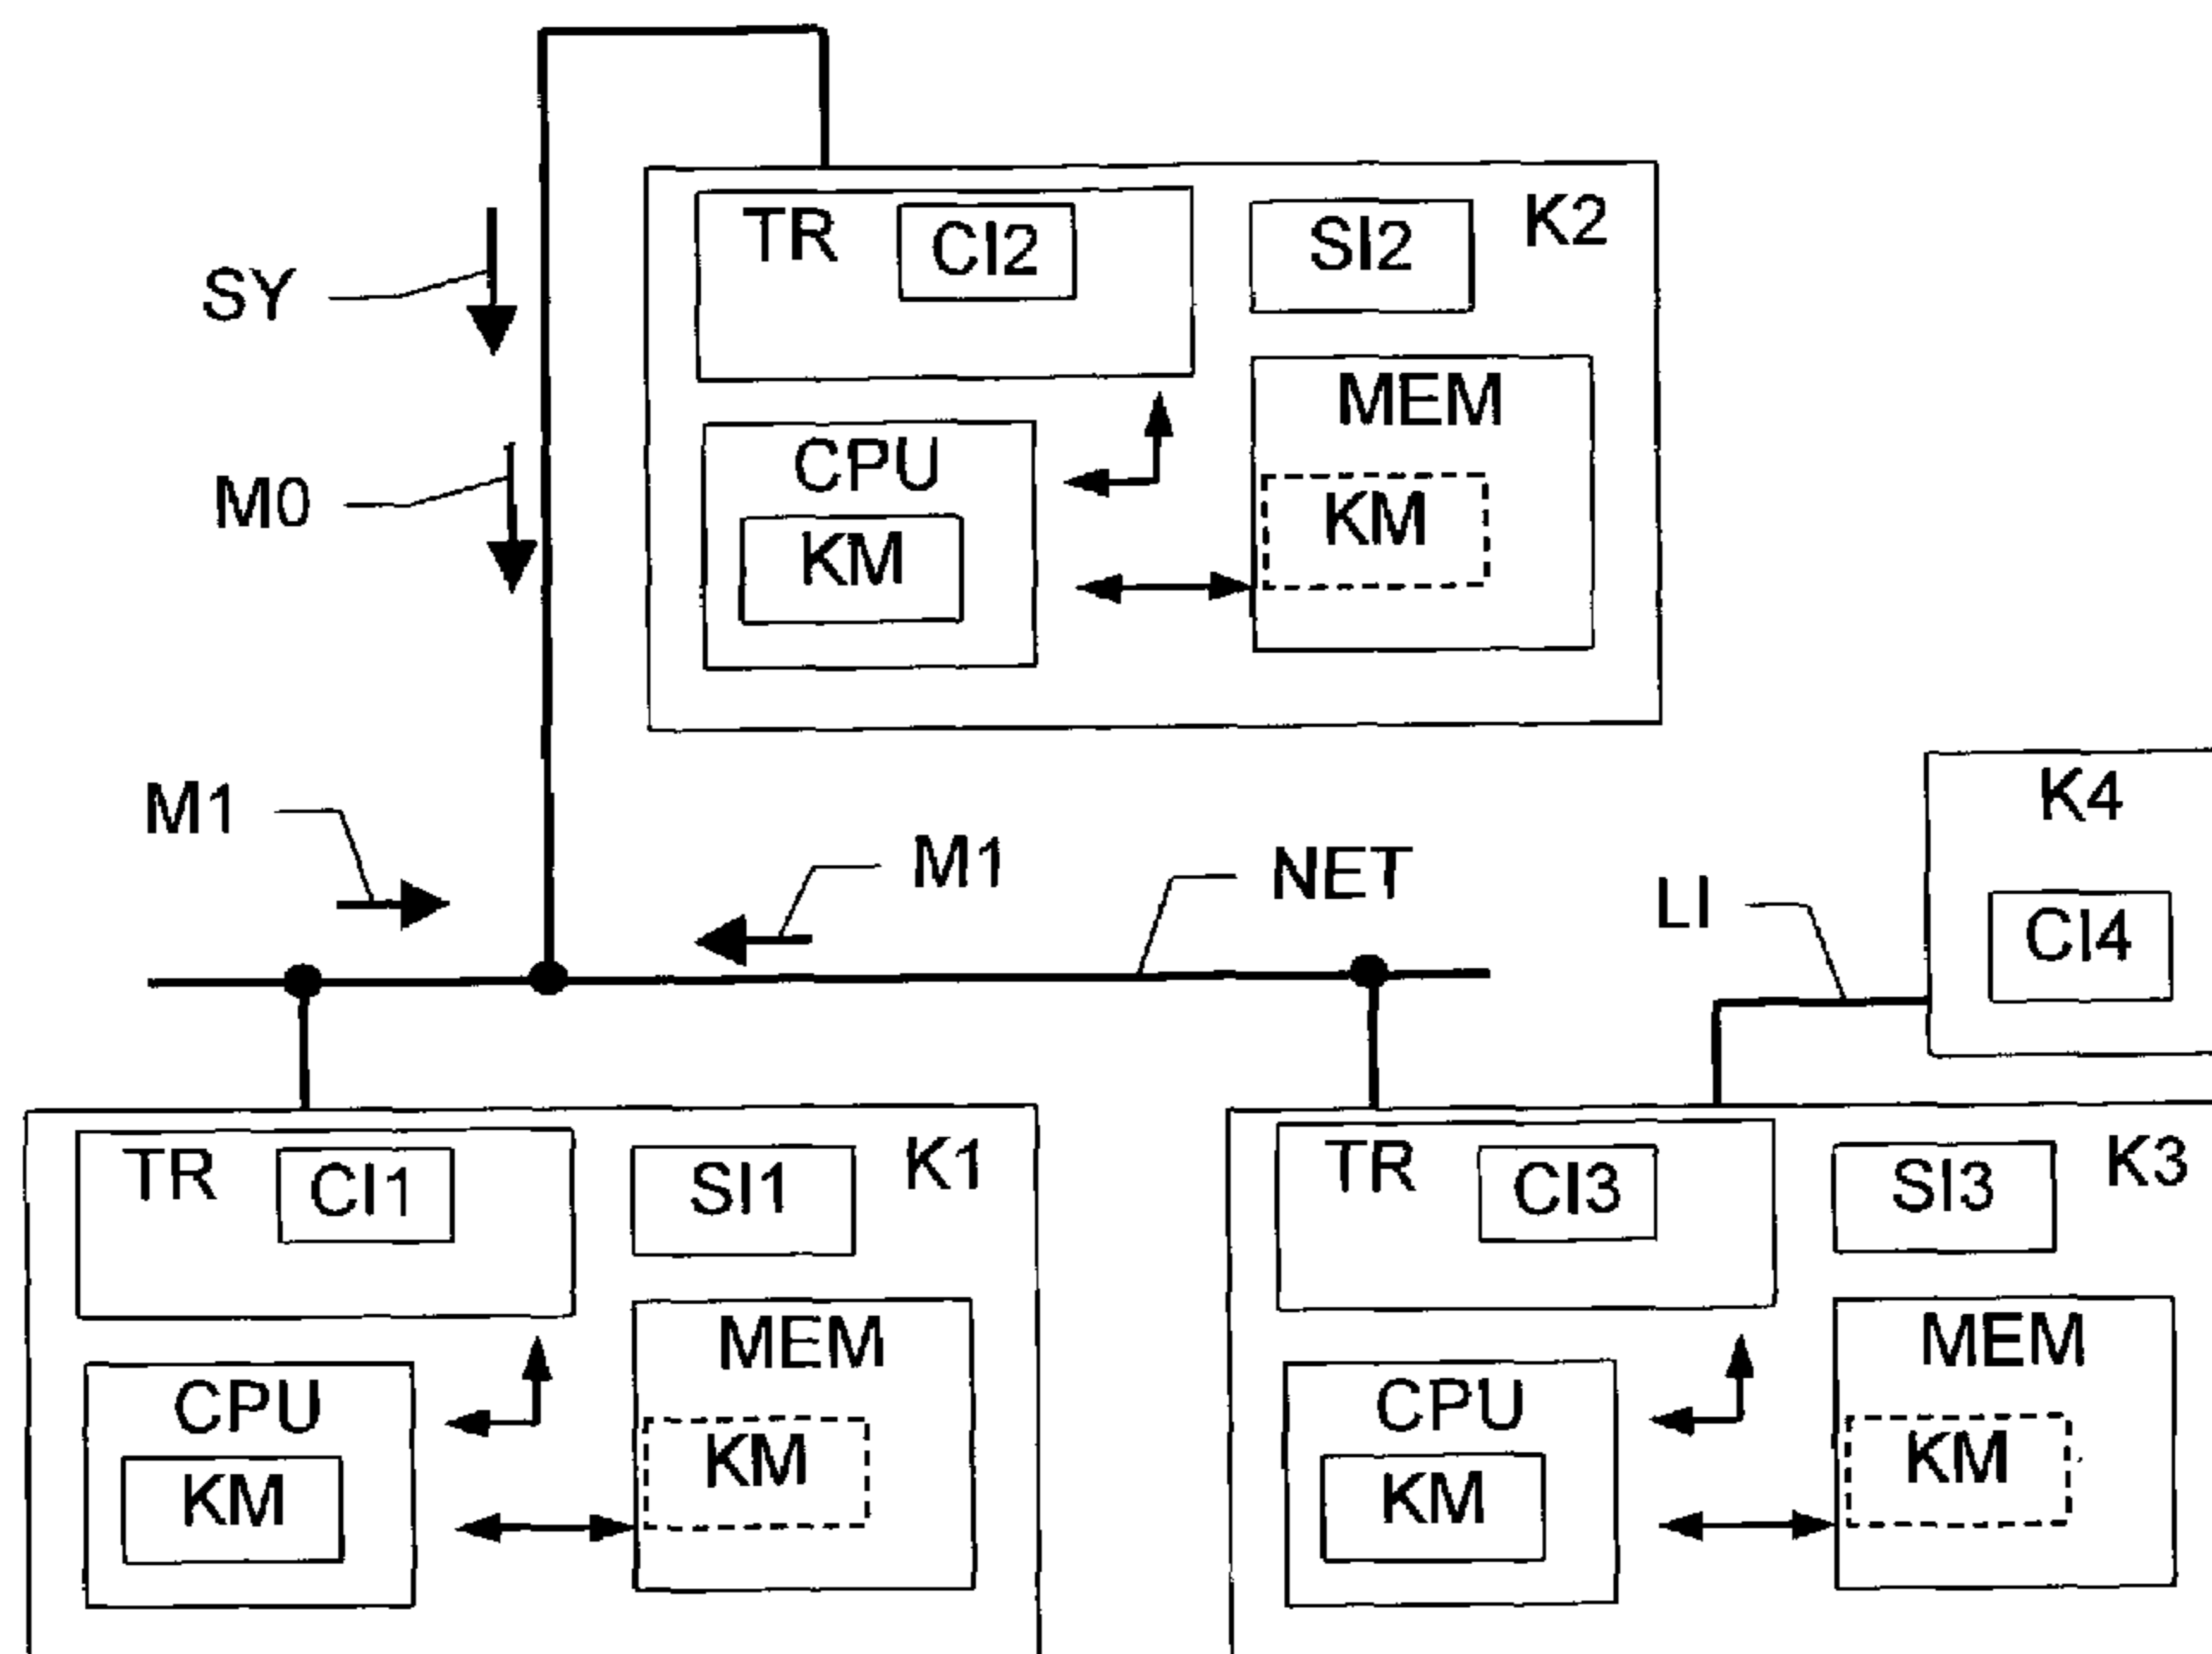 TR CI2 SI2 K2
SY
MEM
CPU
M0 KM
KM
K4
M1
M1 NET LI
CI4
TR CI1 SI1 K1
TR CI3 SI3 K3
MEM
MEM
CPU
CPU
KM
KM
KM
KM